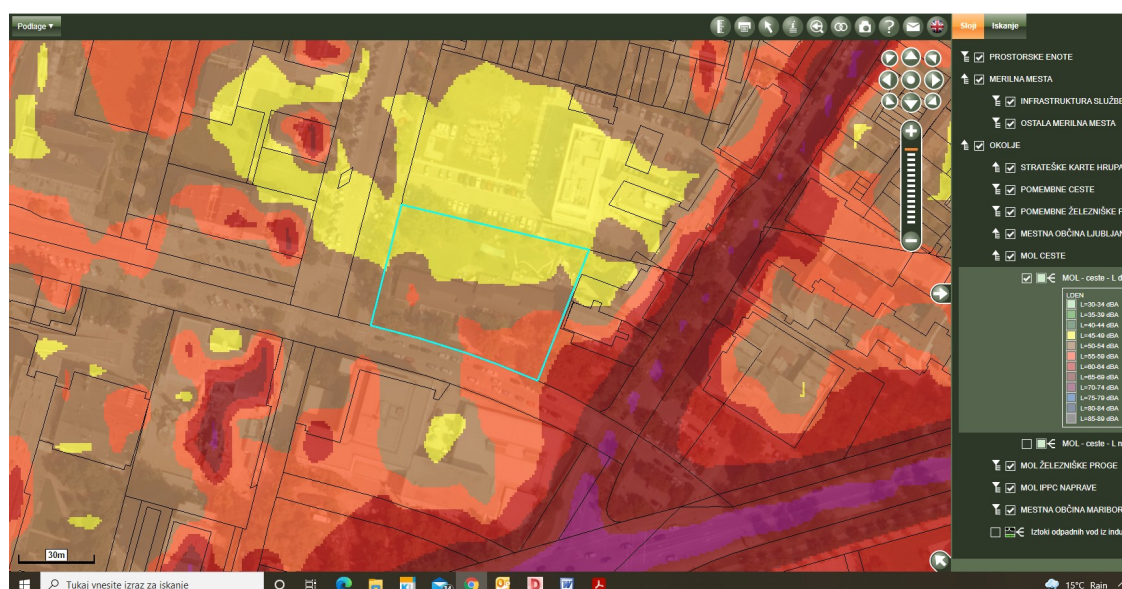 Podlage ▼
Sloji
Iskanje
PROSTORSKE ENOTE
MERILNA MESTA
INFRASTRUKTURA SLUŽBE
OSTALA MERILNA MESTA
OKOLJE
STRATEŠKE KARTE HRUPA
POMEMBNE CESTE
POMEMBNE ŽELEZNIŠKE P
MESTNA OBČINA LJUBLJAN
MOL CESTE
MOL - ceste - L d
LDEN
L=30-34 dBA
L=35-39 dBA
L=40-44 dBA
L=45-49 dBA
L=50-54 dBA
L=55-59 dBA
L=60-64 dBA
L=65-69 dBA
L=70-74 dBA
L=75-79 dBA
L=80-84 dBA
L=85-89 dBA
MOL - ceste - L n
MOL ŽELEZNIŠKE PROGE
MOL IPPC NAPRAVE
MESTNA OBČINA MARIBOR
Iztoki odpadnih vod iz indu
30m
Tukaj vnesite izraz za iskanje
15°C Rain